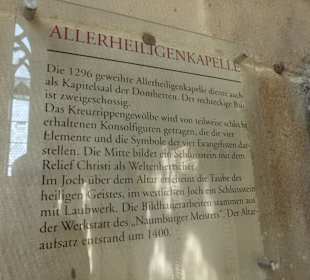 ALLERHEILIGENKAPELLE
Die 1296 geweihte Allerheiligenkapelle diente auch
als Kapitelsaal der Domherren. Der rechteckige Bau
ist zweigeschossig.
Das Kreuzrippengewölbe wird von teilweise schlecht
erhaltenen Konsolfiguren getragen, die die vier
Elemente und die Symbole der vier Evangelisten dar-
stellen. Die Mitte bildet ein Schlussstein mit dem
Relief Christi als Weltenherrscher.
Im Joch über dem Altar erscheint die Taube des
heiligen Geistes, im westlichen Joch ein Schlussstein
mit Laubwerk. Die Bildhauerarbeiten stammen aus
der Werkstatt des „Naumburger Meisters". Der Altar-
aufsatz entstand um 1400.